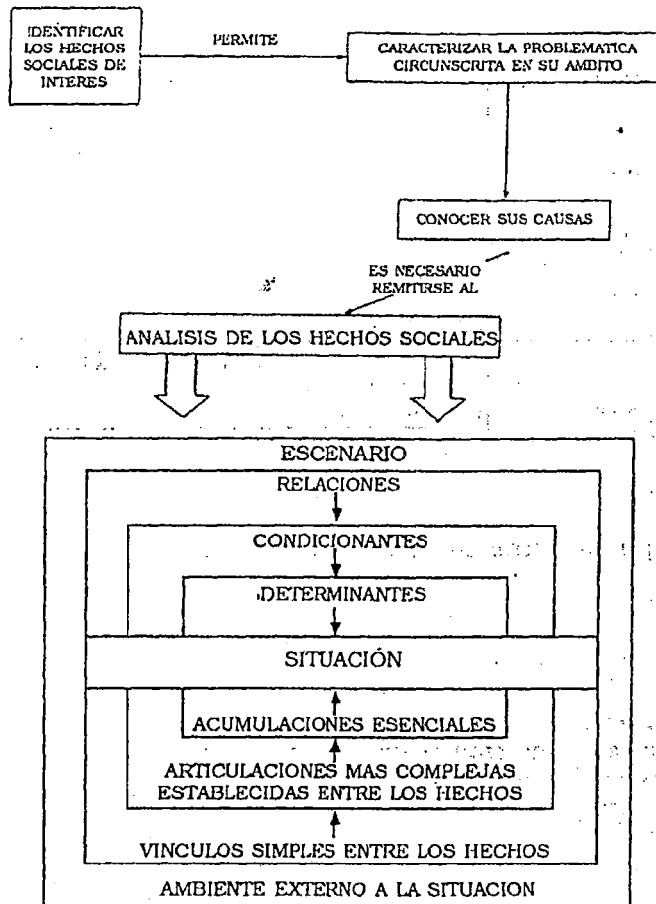 IDENTIFICAR
LOS HECHOS
SOCIALES DE
INTERES
PERMITE
CARACTERIZAR LA PROBLEMATICA
CIRCUNSCRITA EN SU AMBITO
CONOCER SUS CAUSAS
ES NECESARIO
REMITIRSE AL
ANALISIS DE LOS HECHOS SOCIALES
ESCENARIO
RELACIONES
CONDICIONANTES
DETERMINANTES
SITUACIÓN
ACUMULACIONES ESENCIALES
ARTICULACIONES MAS COMPLEJAS
ESTABLECIDAS ENTRE LOS HECHOS
VINCULOS SIMPLES ENTRE LOS HECHOS
AMBIENTE EXTERNO A LA SITUACION